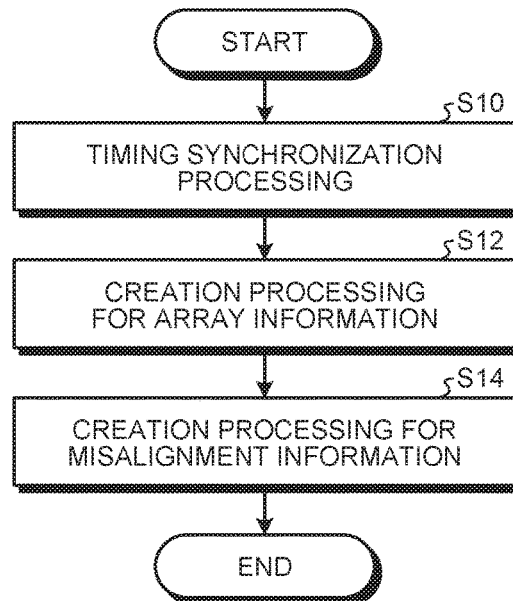 START
S10
TIMING SYNCHRONIZATION
PROCESSING
S12
CREATION PROCESSING
FOR ARRAY INFORMATION
S14
CREATION PROCESSING FOR
MISALIGNMENT INFORMATION
END